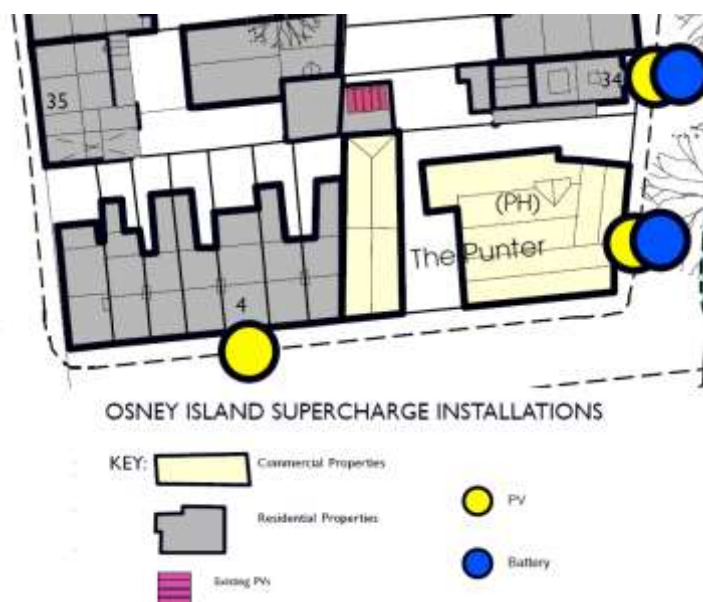 35
34
(PH)
The Punter
4
OSNEY ISLAND SUPERCHARGE INSTALLATIONS
KEY:
Commercial Properties
Residential Properties
PV
Existing PVs
Battery